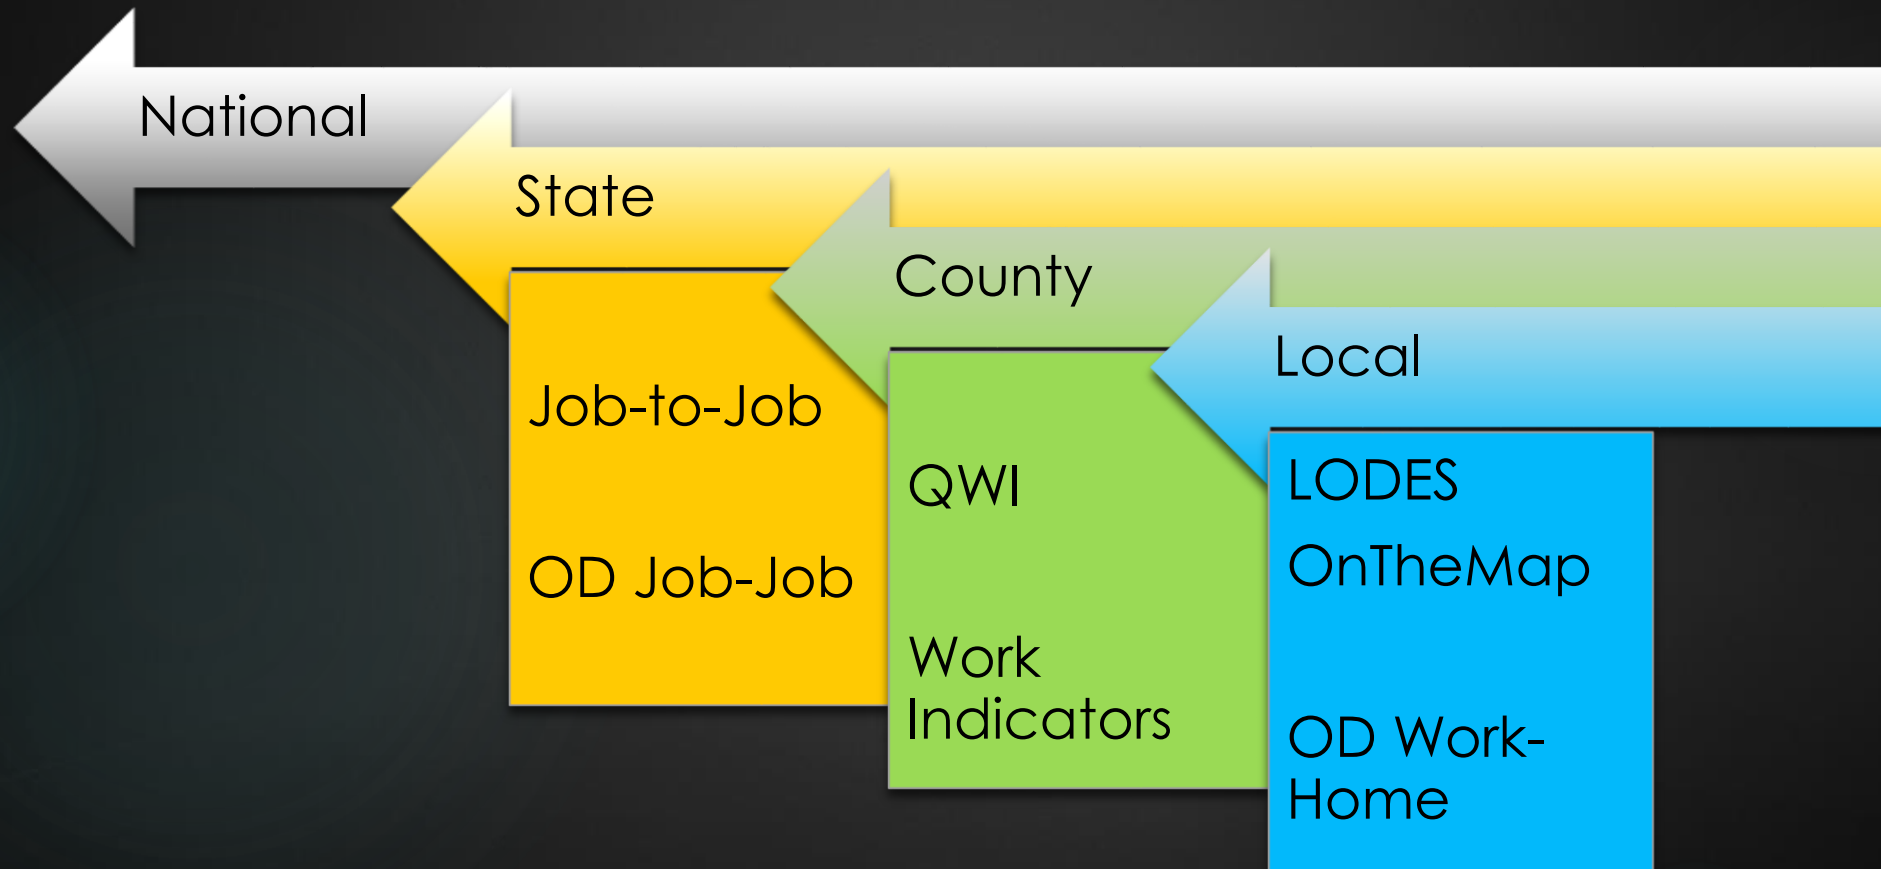 National
State
County
Local
Job-to-Job
OD Job-Job
QWI
Work
Indicators
LODES
OnTheMap
OD Work-
Home